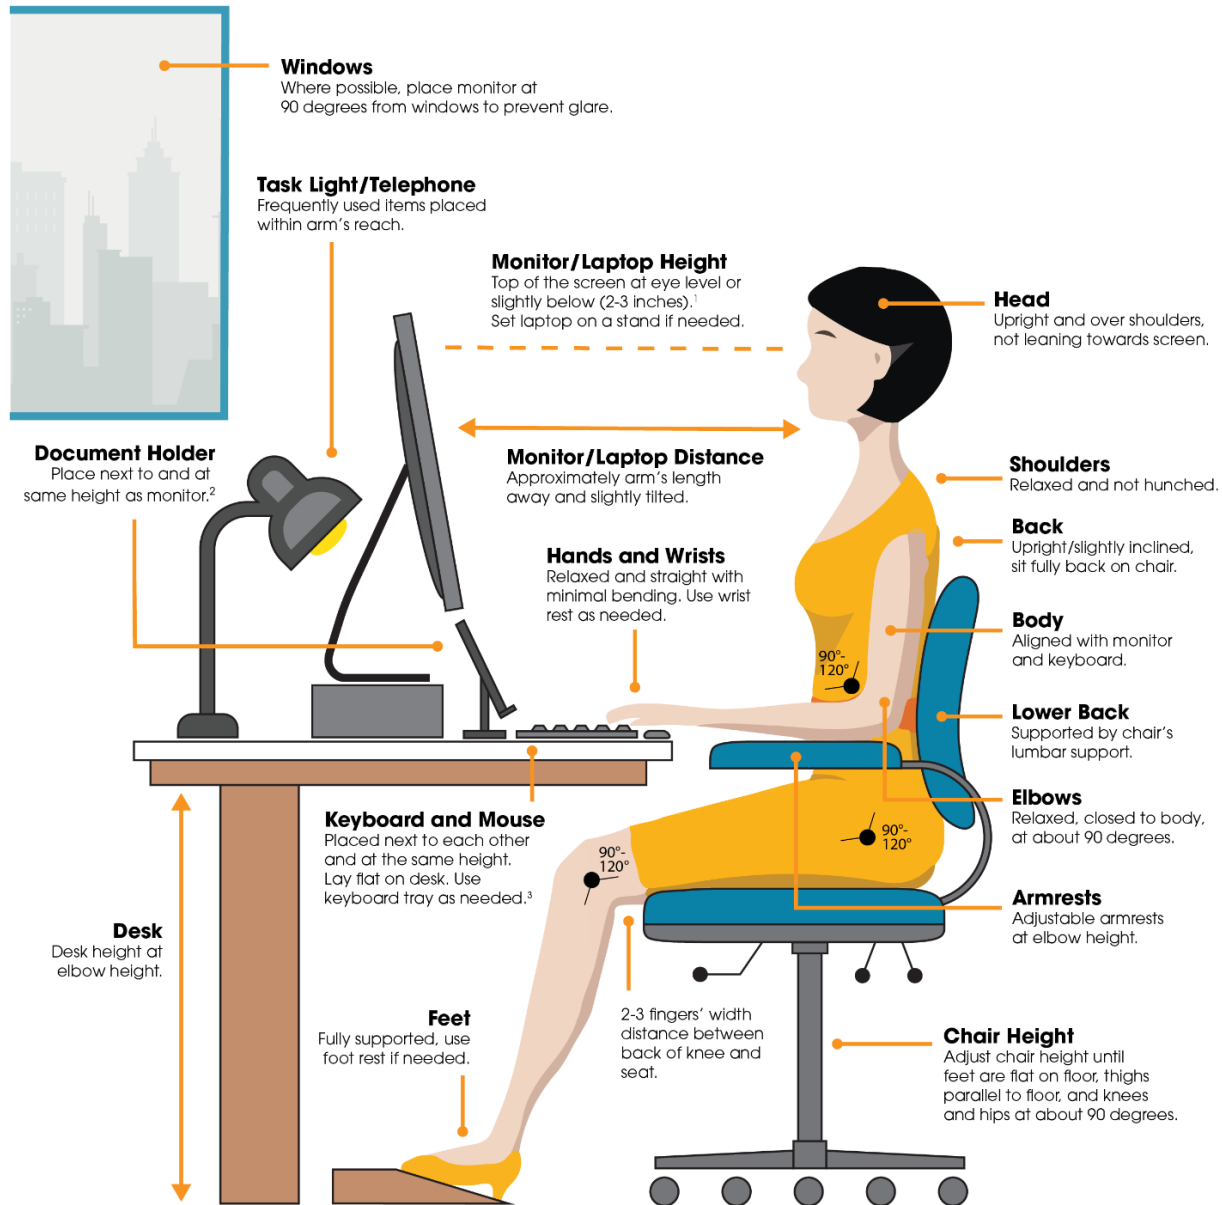 Windows
Where possible, place monitor at
90 degrees from windows to prevent glare.
Task Light/Telephone
Frequently used items placed
within arm's reach.
Monitor/Laptop Height
Top of the screen at eye level or
slightly below (2-3 inches).¹
Set laptop on a stand if needed.
Head
Upright and over shoulders,
not leaning towards screen.
Document Holder
Place next to and at
same height as monitor.²
Monitor/Laptop Distance
Approximately arm's length
away and slightly tilted.
Shoulders
Relaxed and not hunched.
Back
Upright/slightly inclined,
sit fully back on chair.
Hands and Wrists
Relaxed and straight with
minimal bending. Use wrist
rest as needed.
Body
Aligned with monitor
and keyboard.
90°-
120°
Lower Back
Supported by chair's
lumbar support.
Elbows
Relaxed, closed to body,
at about 90 degrees.
Keyboard and Mouse
Placed next to each other
and at the same height.
Lay flat on desk. Use
keyboard tray as needed.³
90°-
120°
90°-
120°
Armrests
Adjustable armrests
at elbow height.
Desk
Desk height at
elbow height.
Feet
Fully supported, use
foot rest if needed.
2-3 fingers' width
distance between
back of knee and
seat.
Chair Height
Adjust chair height until
feet are flat on floor, thighs
parallel to floor, and knees
and hips at about 90 degrees.